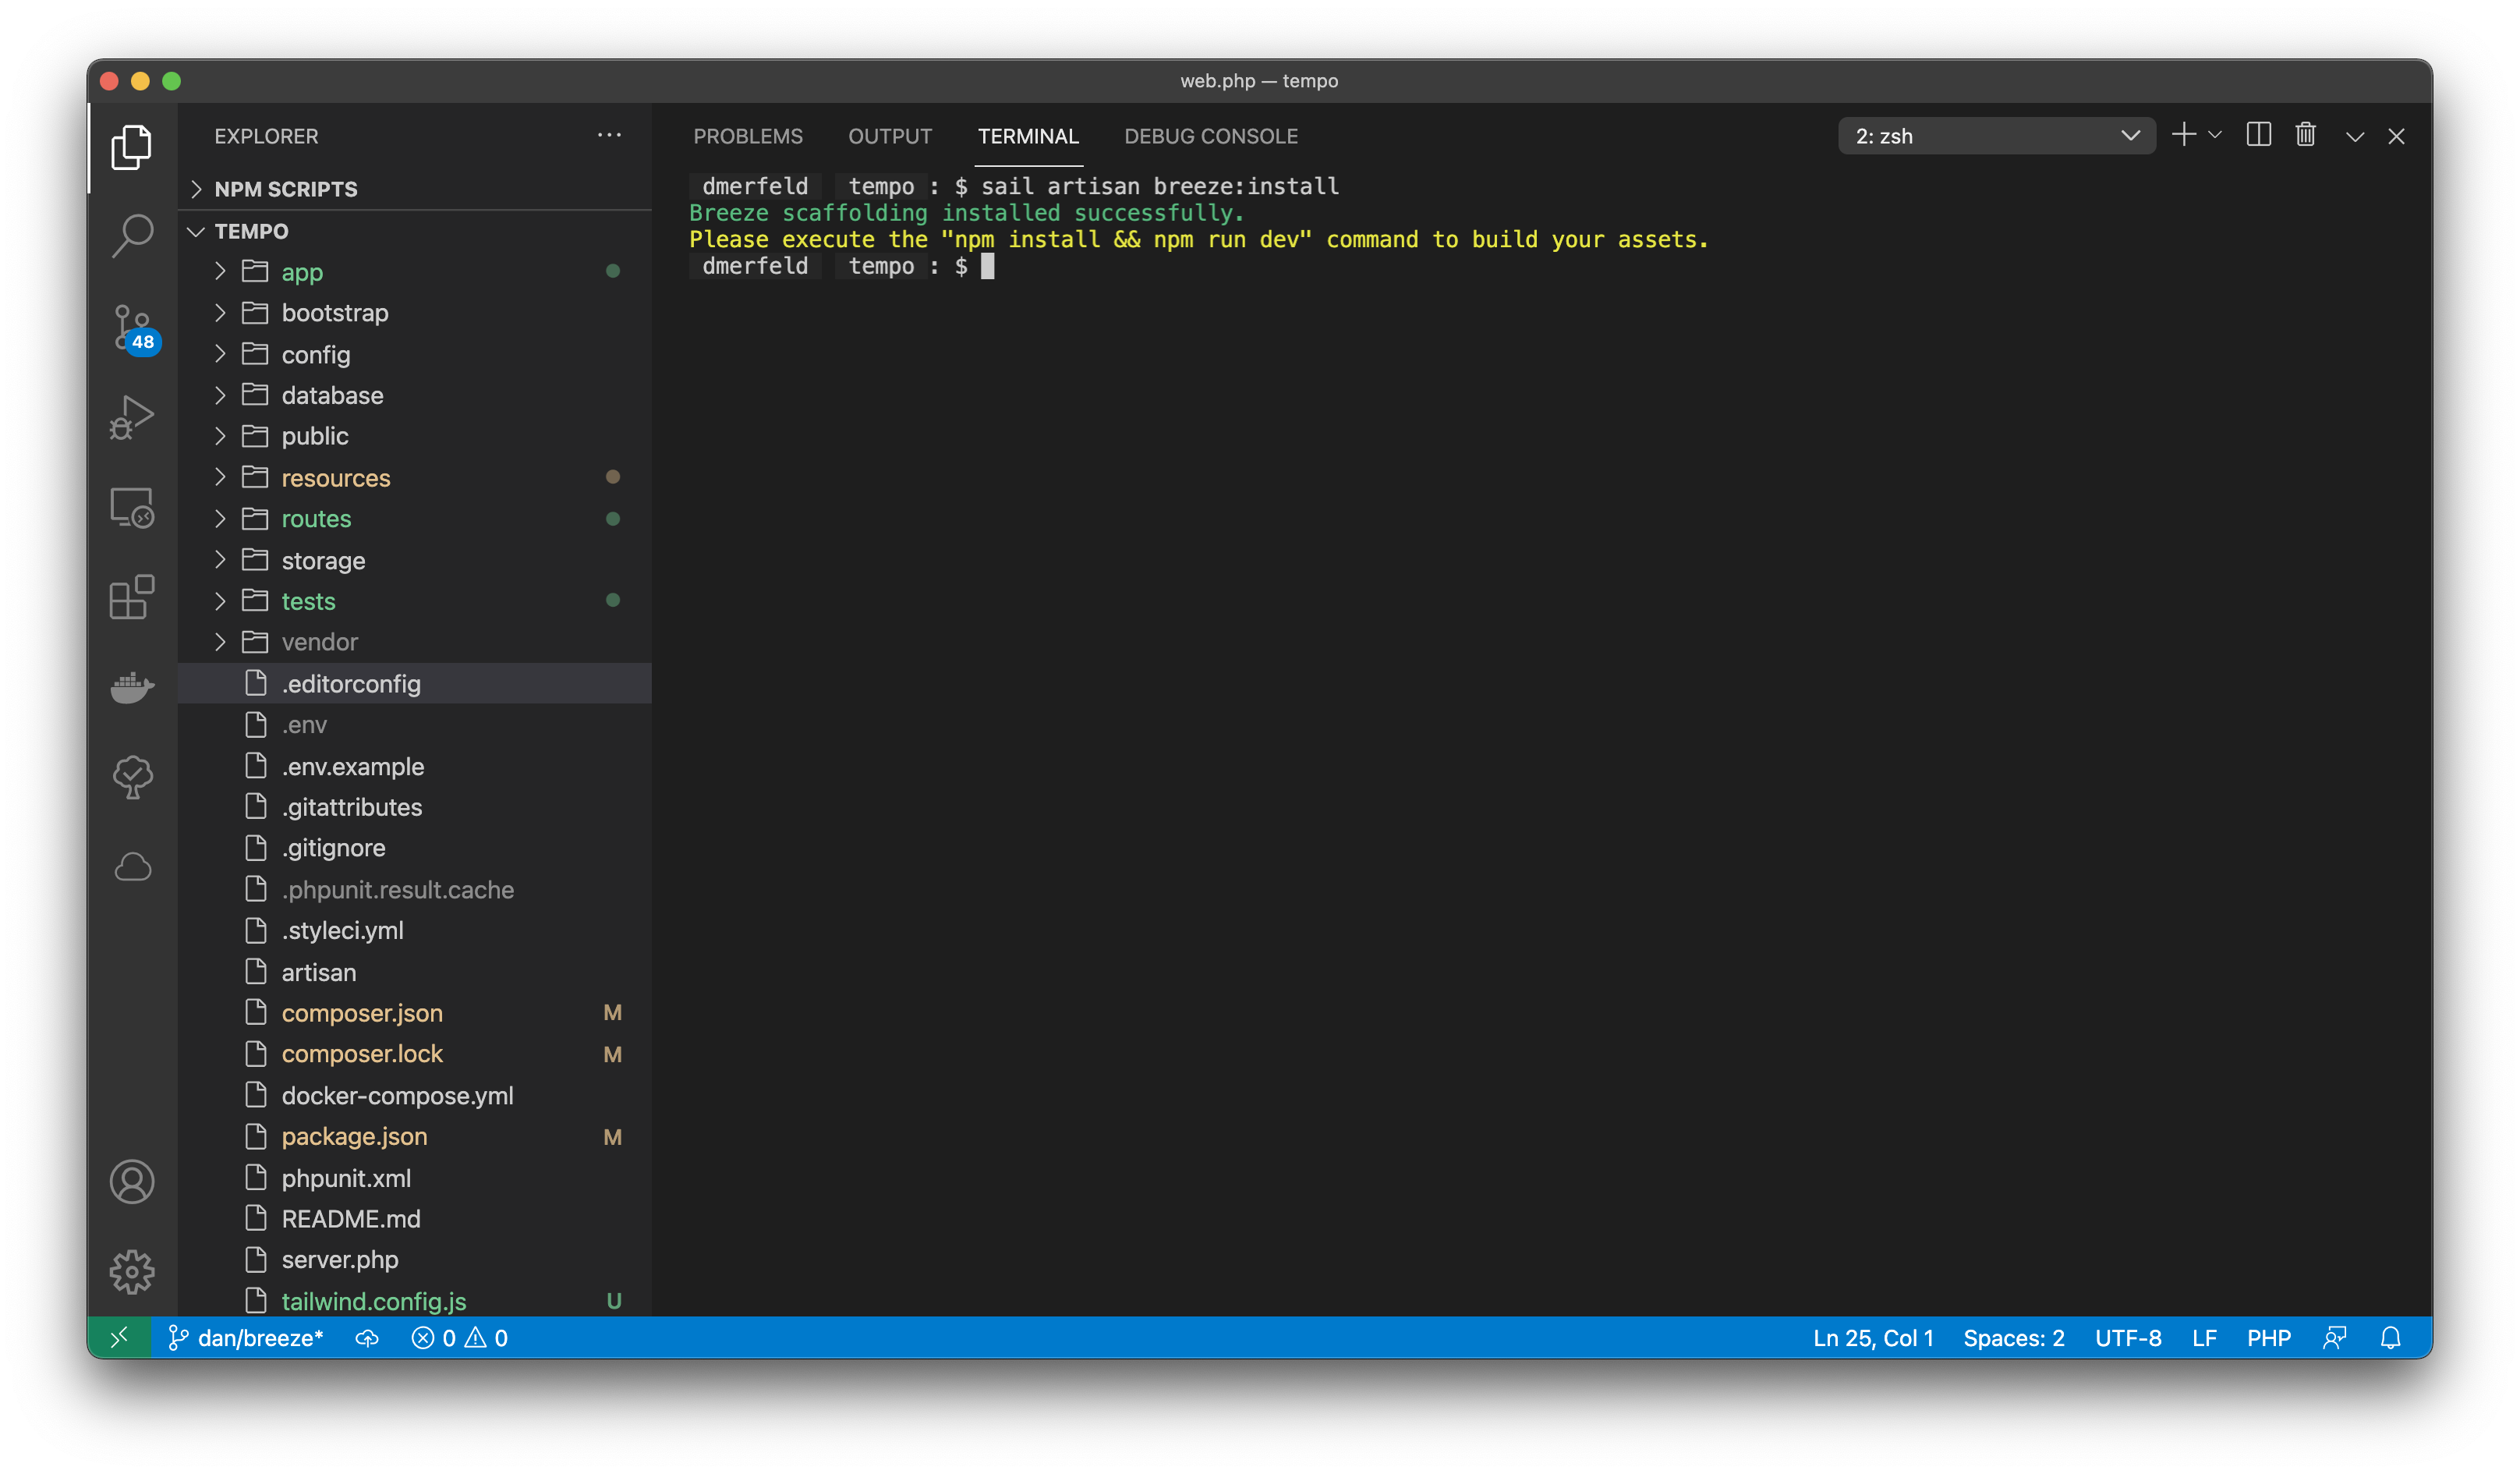 web.php — tempo
EXPLORER
NPM SCRIPTS
TEMPO
app
bootstrap
config
database
public
resources
routes
storage
tests
vendor
.editorconfig
.env
.env.example
.gitattributes
.gitignore
.phpunit.result.cache
.styleci.yml
artisan
composer.json M
composer.lock M
docker-compose.yml
package.json M
phpunit.xml
README.md
server.php
tailwind.config.js U
48
PROBLEMS OUTPUT TERMINAL DEBUG CONSOLE 2: zsh
dmerfeld tempo : $ sail artisan breeze:install
Breeze scaffolding installed successfully.
Please execute the "npm install && npm run dev" command to build your assets.
dmerfeld tempo : $
dan/breeze* 0 0 Ln 25, Col 1 Spaces: 2 UTF-8 LF PHP